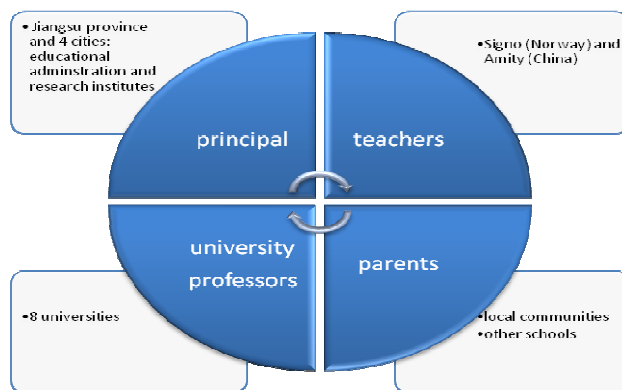 •Jiangsu province
and 4 cities:
educational
adminstration and
research institutes
•Signo (Norway) and
Amity (China)
principal
teachers
university
professors
parents
•8 universities
•local communities
•other schools